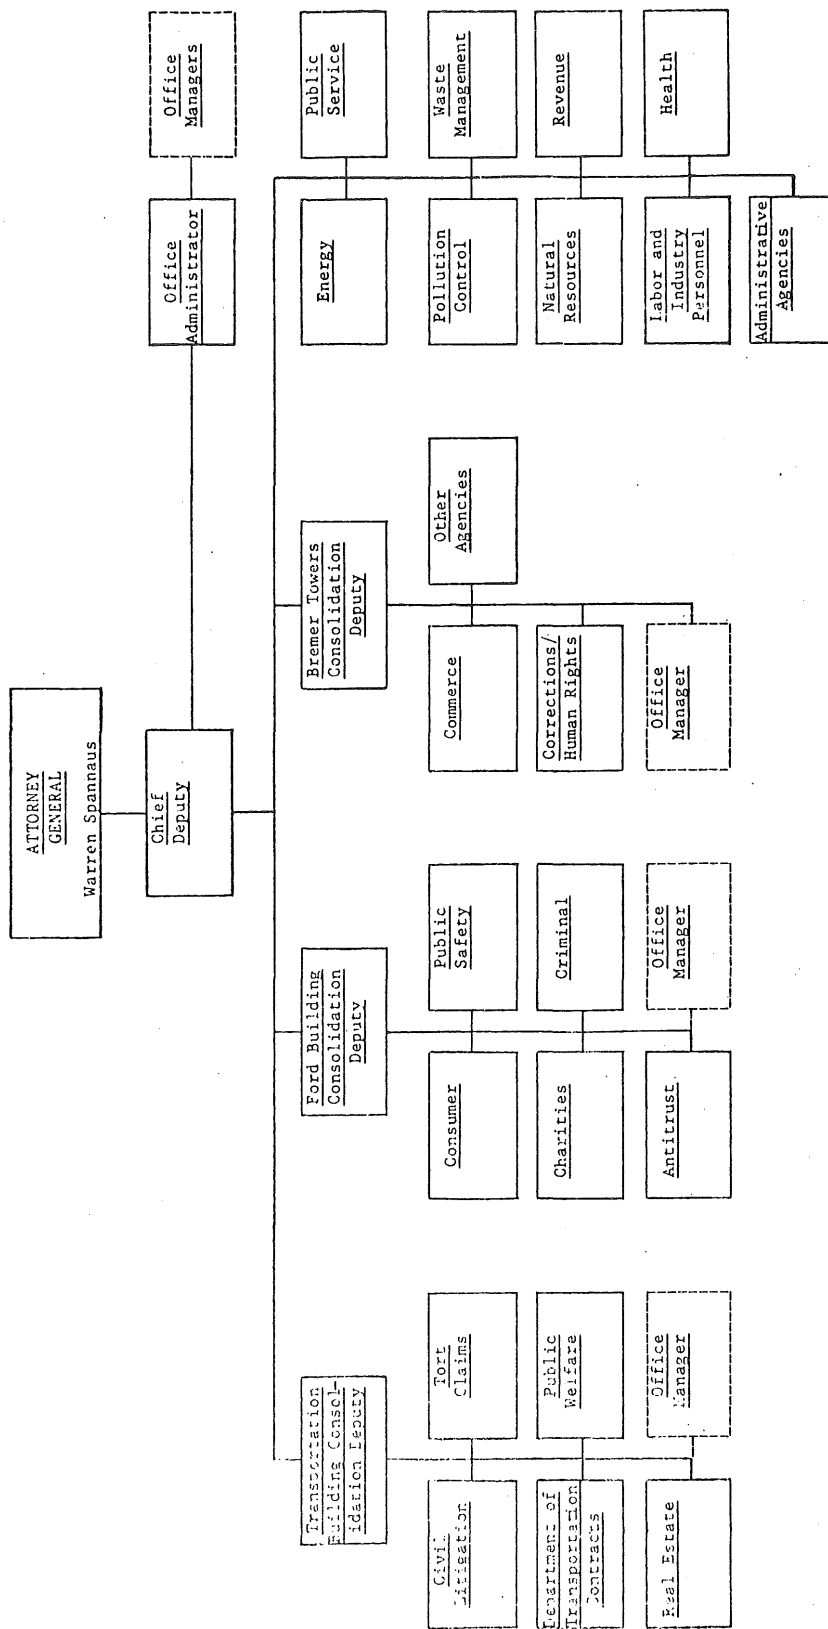 ATTORNEY
GENERAL
Warren Spannaus
Chief
Deputy
Office
Administrator
Office
Managers
Transportation
Building Consol-
idation Deputy
Civil
Litigation
Tort
Claims
Department of
Transportation
Contracts
Public
Welfare
Real Estate
Office
Manager
Ford Building
Consolidation
Deputy
Consumer
Public
Safety
Charities
Criminal
Antitrust
Office
Manager
Bremer Towers
Consolidation
Deputy
Commerce
Other
Agencies
Corrections/
Human Rights
Office
Manager
Energy
Public
Service
Pollution
Control
Waste
Management
Natural
Resources
Revenue
Labor and
Industry
Personnel
Health
Administrative
Agencies